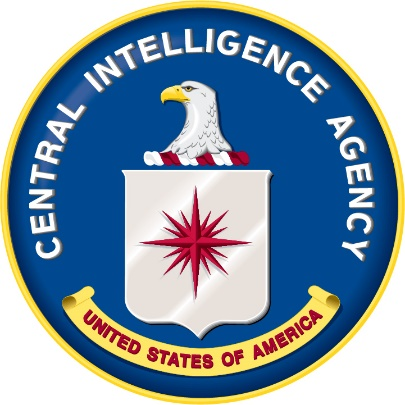 CENTRAL INTELLIGENCE AGENCY
UNITED STATES OF AMERICA